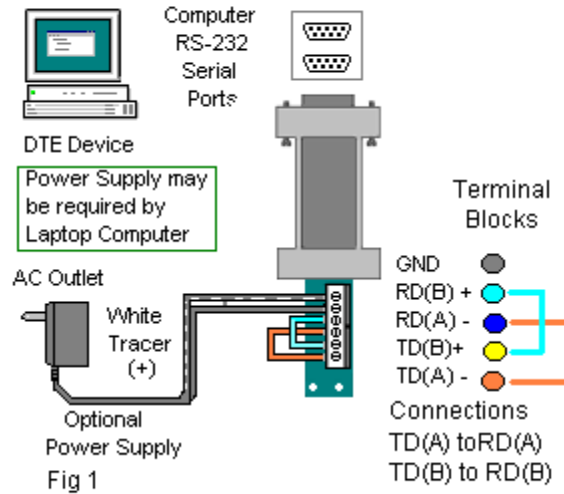 Computer
RS-232
Serial
Ports
DTE Device
Power Supply may
be required by
Laptop Computer
AC Outlet
White
Tracer
(+)
Optional
Power Supply
Fig 1
Terminal
Blocks
GND
RD(B) +
RD(A) -
TD(B)+
TD(A) -
Connections
TD(A) toRD(A)
TD(B) to RD(B)